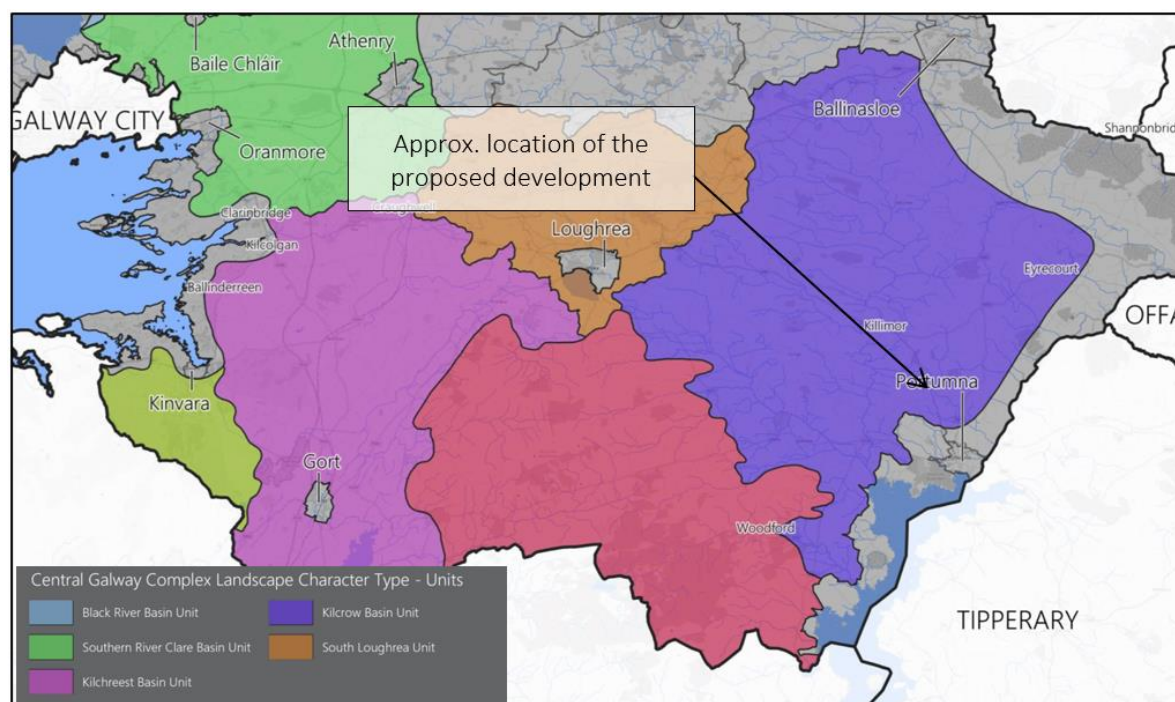 Baile Chláir
Athenry
GALWAY CITY
Ballinasloe
Shannonbridge
Oranmore
Approx. location of the
proposed development
Clarinbridge
Craughwell
Loughrea
Kilcolgan
Eyrecourt
Ballinderreen
Killimor
OFFA
Portumna
Kinvara
Gort
Woodford
TIPPERARY
Central Galway Complex Landscape Character Type - Units
Black River Basin Unit
Kilcrow Basin Unit
Southern River Clare Basin Unit
South Loughrea Unit
Kilchreest Basin Unit